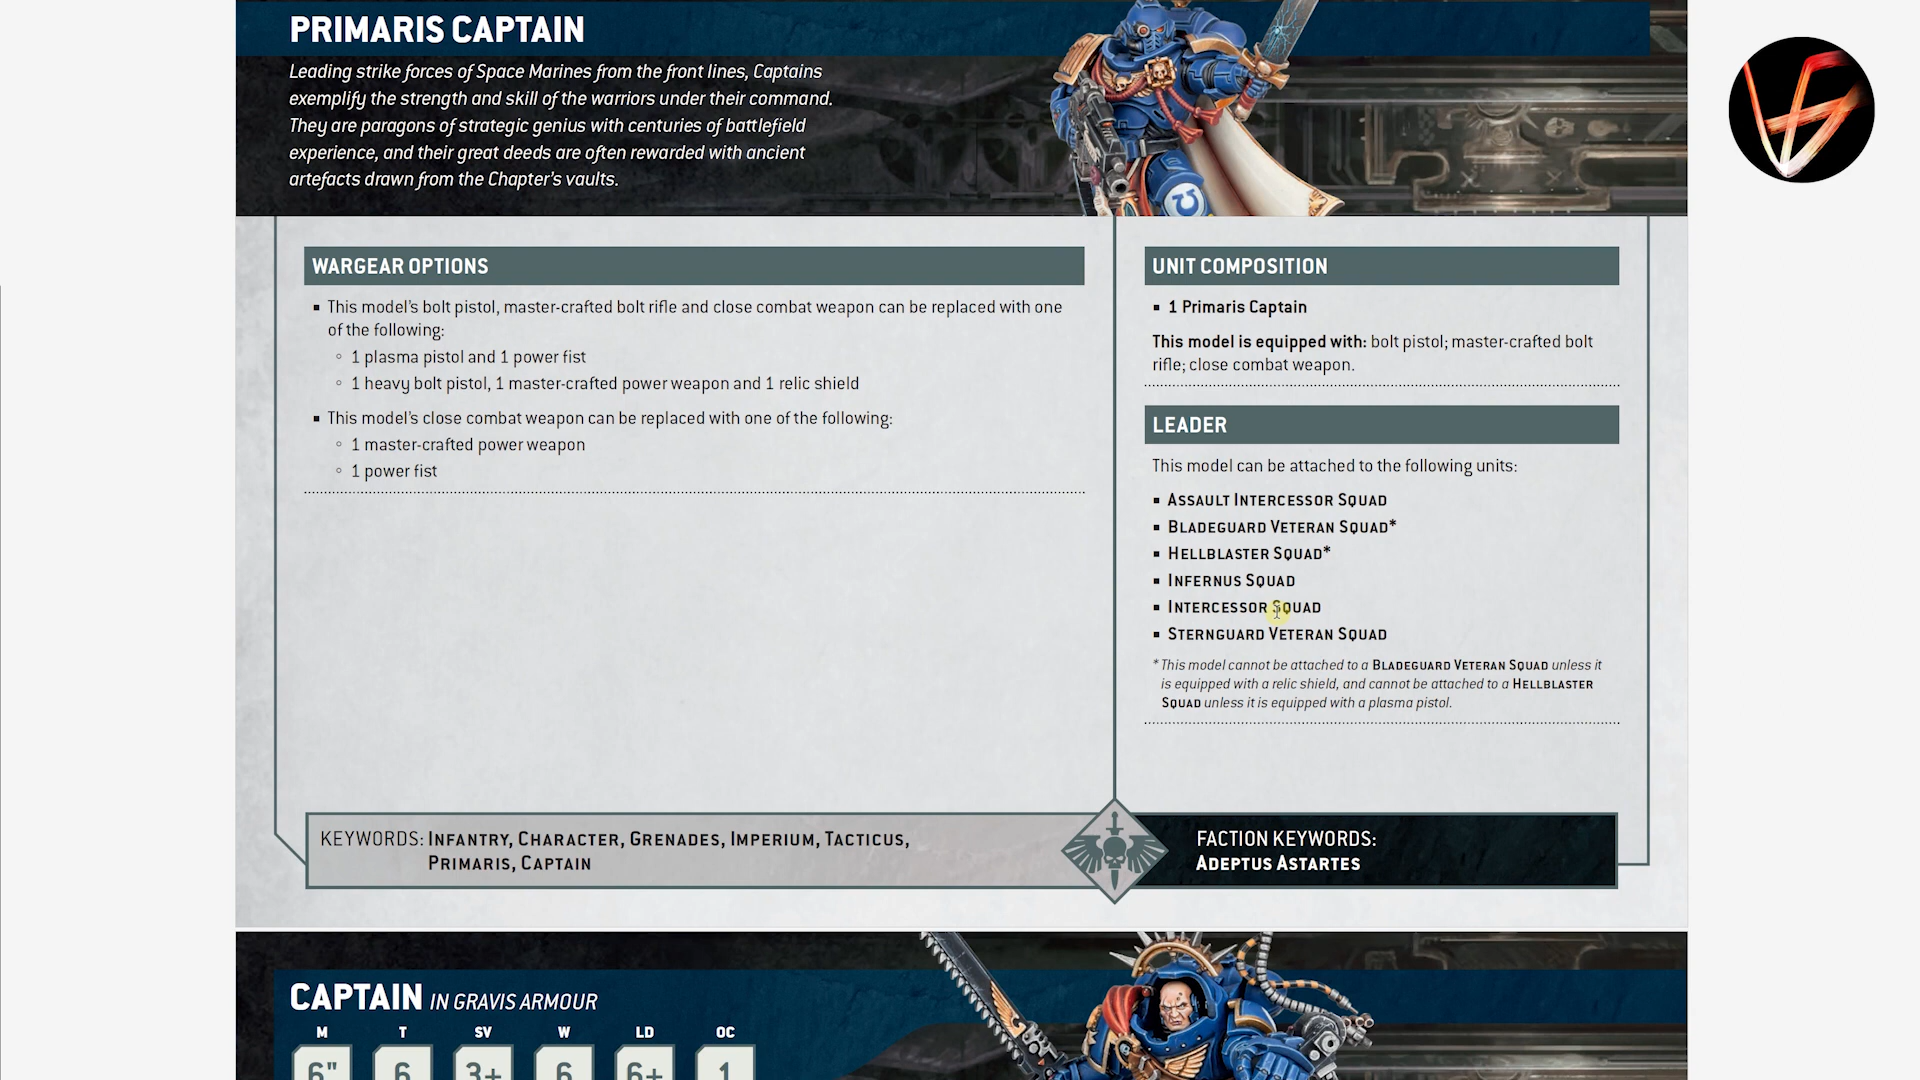 PRIMARIS CAPTAIN
Leading strike forces of Space Marines from the front lines, Captains
exemplify the strength and skill of the warriors under their command.
They are paragons of strategic genius with centuries of battlefield
experience, and their great deeds are often rewarded with ancient
artefacts drawn from the Chapter's vaults.
WARGEAR OPTIONS
▪ This model's bolt pistol, master-crafted bolt rifle and close combat weapon can be replaced with one
of the following:
◦ 1 plasma pistol and 1 power fist
◦ 1 heavy bolt pistol, 1 master-crafted power weapon and 1 relic shield
▪ This model's close combat weapon can be replaced with one of the following:
◦ 1 master-crafted power weapon
◦ 1 power fist
UNIT COMPOSITION
▪ 1 Primaris Captain
This model is equipped with: bolt pistol; master-crafted bolt
rifle; close combat weapon.
LEADER
This model can be attached to the following units:
▪ ASSAULT INTERCESSOR SQUAD
▪ BLADEGUARD VETERAN SQUAD*
▪ HELLBLASTER SQUAD*
▪ INFERNUS SQUAD
▪ INTERCESSOR SQUAD
▪ STERNGUARD VETERAN SQUAD
* This model cannot be attached to a BLADEGUARD VETERAN SQUAD unless it
is equipped with a relic shield, and cannot be attached to a HELLBLASTER
SQUAD unless it is equipped with a plasma pistol.
KEYWORDS: INFANTRY, CHARACTER, GRENADES, IMPERIUM, TACTICUS,
PRIMARIS, CAPTAIN
FACTION KEYWORDS:
ADEPTUS ASTARTES
CAPTAIN IN GRAVIS ARMOUR
M T SV W LD OC
6" 6 3+ 6 6+ 1